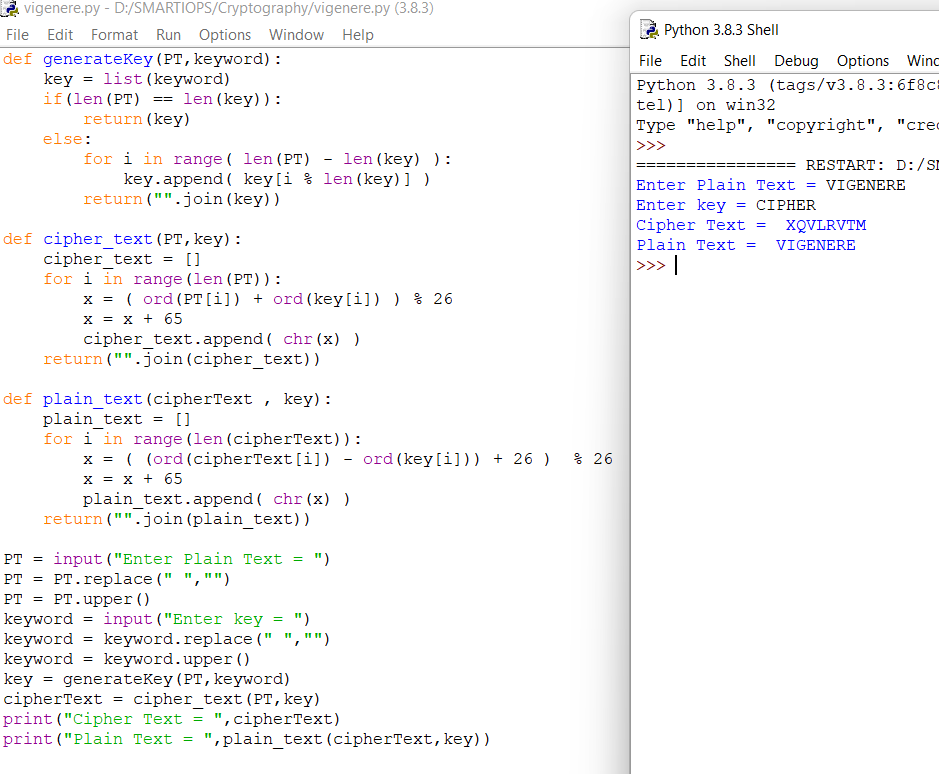 vigenere.py - D:/SMARTIOPS/Cryptography/vigenere.py (3.8.3)
File Edit Format Run Options Window Help
def generateKey(PT,keyword):
    key = list(keyword)
    if(len(PT) == len(key)):
        return(key)
    else:
        for i in range( len(PT) - len(key) ):
            key.append( key[i % len(key)] )
        return("".join(key))

def cipher_text(PT,key):
    cipher_text = []
    for i in range(len(PT)):
        x = ( ord(PT[i]) + ord(key[i]) ) % 26
        x = x + 65
        cipher_text.append( chr(x) )
    return("".join(cipher_text))

def plain_text(cipherText , key):
    plain_text = []
    for i in range(len(cipherText)):
        x = ( (ord(cipherText[i]) - ord(key[i])) + 26 )  % 26
        x = x + 65
        plain_text.append( chr(x) )
    return("".join(plain_text))

PT = input("Enter Plain Text = ")
PT = PT.replace(" ","")
PT = PT.upper()
keyword = input("Enter key = ")
keyword = keyword.replace(" ","")
keyword = keyword.upper()
key = generateKey(PT,keyword)
cipherText = cipher_text(PT,key)
print("Cipher Text = ",cipherText)
print("Plain Text = ",plain_text(cipherText,key))
Python 3.8.3 Shell
File Edit Shell Debug Options Wind
Python 3.8.3 (tags/v3.8.3:6f8c8
tel)] on win32
Type "help", "copyright", "cred
>>>
================ RESTART: D:/SM
Enter Plain Text = VIGENERE
Enter key = CIPHER
Cipher Text =  XQVLRVTM
Plain Text =  VIGENERE
>>>